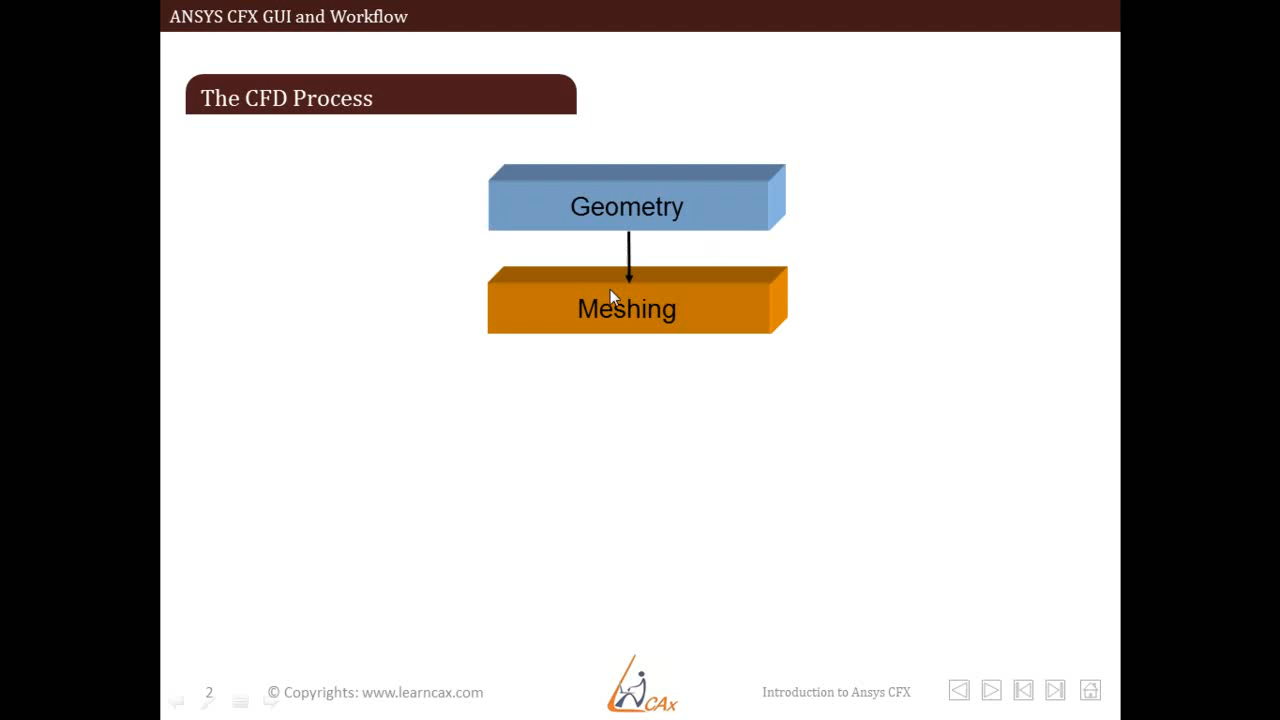 ANSYS CFX GUI and Workflow
The CFD Process
Geometry
Meshing
2 © Copyrights: www.learncax.com CAx Introduction to Ansys CFX